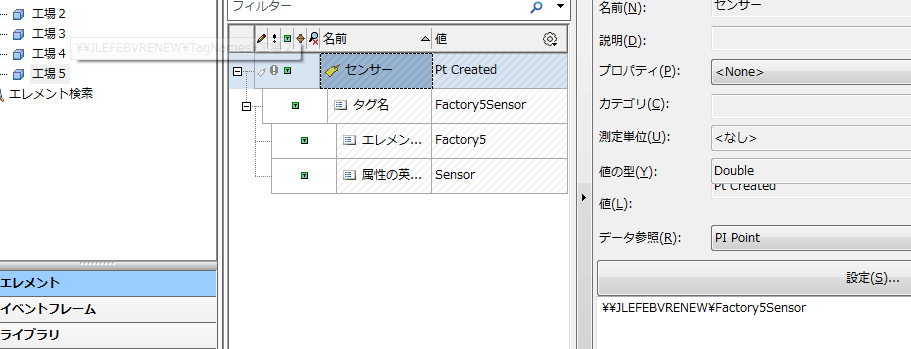 工場２
工場３
工場４
工場５
エレメント検索
エレメント
イベントフレーム
ライブラリ
フィルター
名前 値
センサー Pt Created
タグ名 Factory5Sensor
エレメン... Factory5
属性の英... Sensor
名前(N): センサー
説明(D):
プロパティ(P): <None>
カテゴリ(C):
測定単位(U): <なし>
値の型(Y): Double
値(L): Pt Created
データ参照(R): PI Point
設定(S)...
¥¥JLEFEBVRENEW¥Factory5Sensor